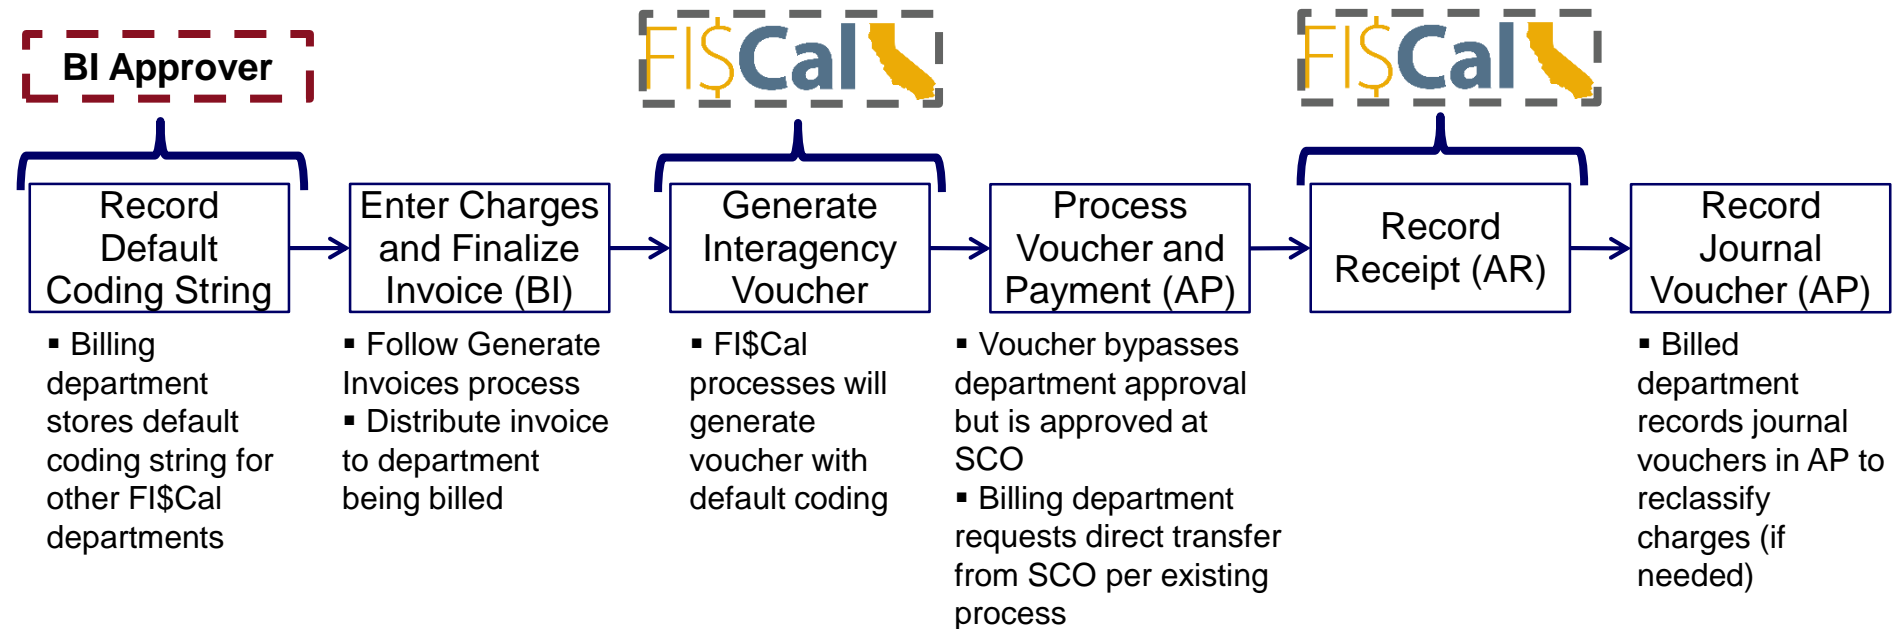 BI Approver
FI$Cal
FI$Cal
Record
Default
Coding String
Enter Charges
and Finalize
Invoice (BI)
Generate
Interagency
Voucher
Process
Voucher and
Payment (AP)
Record
Receipt (AR)
Record
Journal
Voucher (AP)
▪ Billing
department
stores default
coding string for
other FI$Cal
departments
▪ Follow Generate
Invoices process
▪ Distribute invoice
to department
being billed
▪ FI$Cal
processes will
generate
voucher with
default coding
▪ Voucher bypasses
department approval
but is approved at
SCO
▪ Billing department
requests direct transfer
from SCO per existing
process
▪ Billed
department
records journal
vouchers in AP to
reclassify
charges (if
needed)